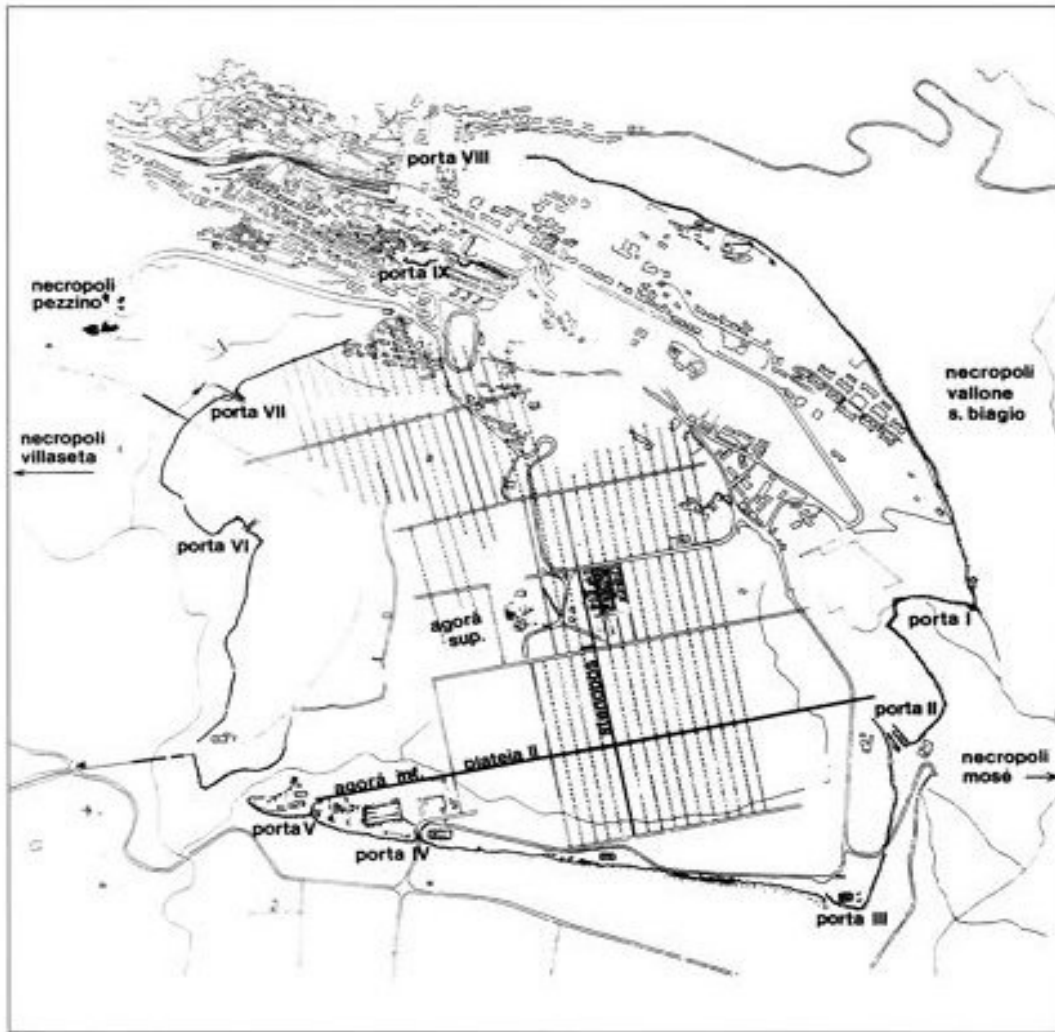 porta VIII
porta IX
necropoli
pezzino
porta VII
necropoli
villaseta
necropoli
vallone
s. biagio
porta VI
agorà
sup.
porta I
porta II
plateia II
agorà inf.
necropoli
mosè
porta V
porta IV
porta III